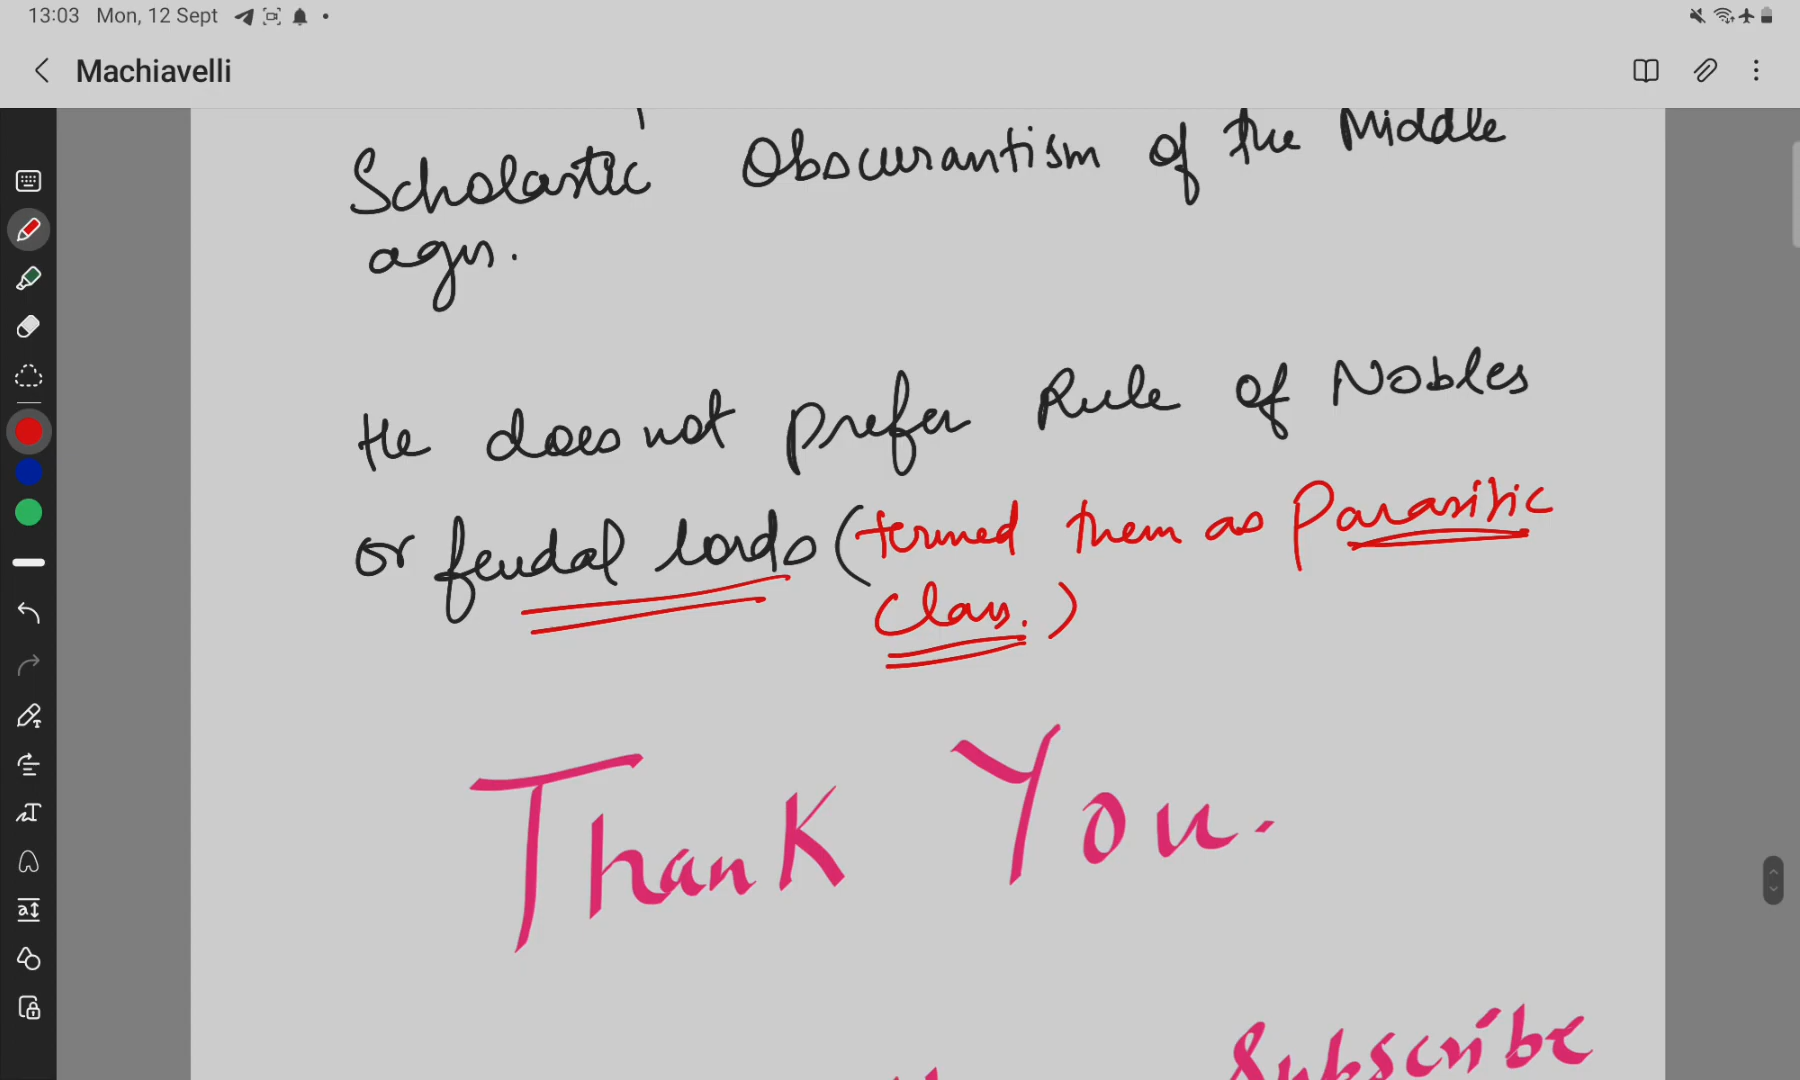 13:03 Mon, 12 Sept
Machiavelli
Scholastic Obscurantism of the Middle
ages.
He does not prefer Rule of Nobles
or feudal lords (termed them as Parasitic
Class.)
Thank You.
Subscribe